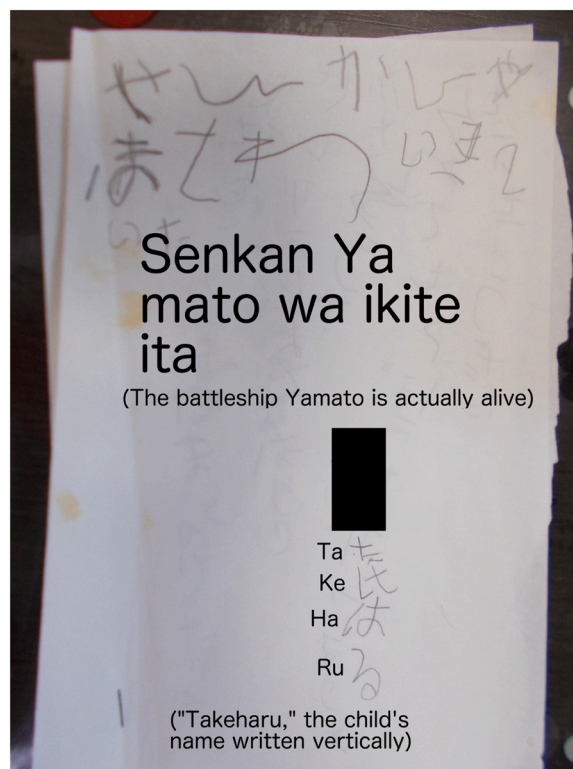 せんかんや
まとわ いきて
いた
Senkan Ya
mato wa ikite
ita
(The battleship Yamato is actually alive)
Ta た
Ke け
Ha は
Ru る
("Takeharu," the child's
name written vertically)